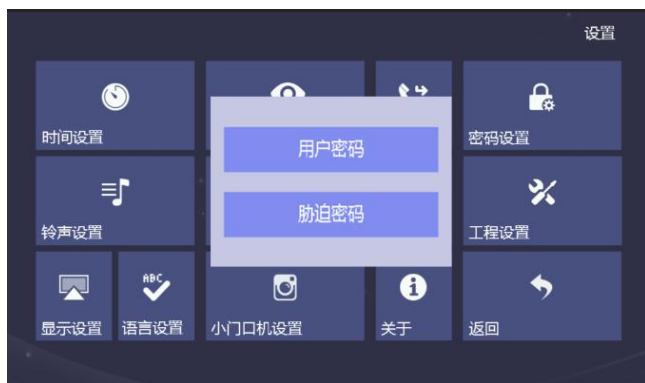 设置
时间设置
密码设置
用户密码
铃声设置
胁迫密码
工程设置
ABC
显示设置
语言设置
小门口机设置
关于
返回